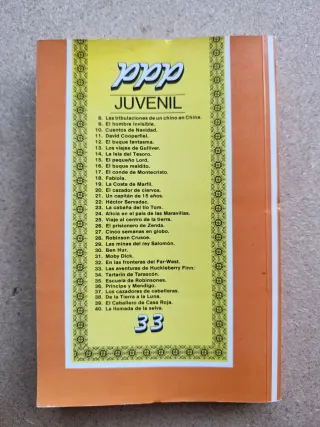 ppp
JUVENIL
8. Las tribulaciones de un chino en China.
9. El hombre invisible.
10. Cuentos de Navidad.
11. David Cooperfiel.
12. El buque fantasma.
13. Los viajes de Gulliver.
14. La Isla del Tesoro.
15. El pequeño Lord.
16. El buque maldito.
17. El conde de Montecristo.
18. Fabiola.
19. La Costa de Marfil.
20. El cazador de ciervos.
21. Un capitán de 15 años.
22. Héctor Servadac.
23. La cabaña del tío Tom.
24. Alicia en el país de las Maravillas.
25. Viaje al centro de la tierra.
26. El prisionero de Zenda.
27. Cinco semanas en globo.
28. Robinson Crusoe.
29. Las minas del rey Salomón.
30. Ben Hur.
31. Moby Dick.
32. En las fronteras del Far-West.
33. Las aventuras de Huckleberry Finn.
34. Tartarín de Tarascón.
35. Escuela de Robinsones.
36. Príncipe y Mendigo.
37. Los cazadores de cabelleras.
38. De la Tierra a la Luna.
39. El Caballero de Casa Roja.
40. La llamada de la selva.
33